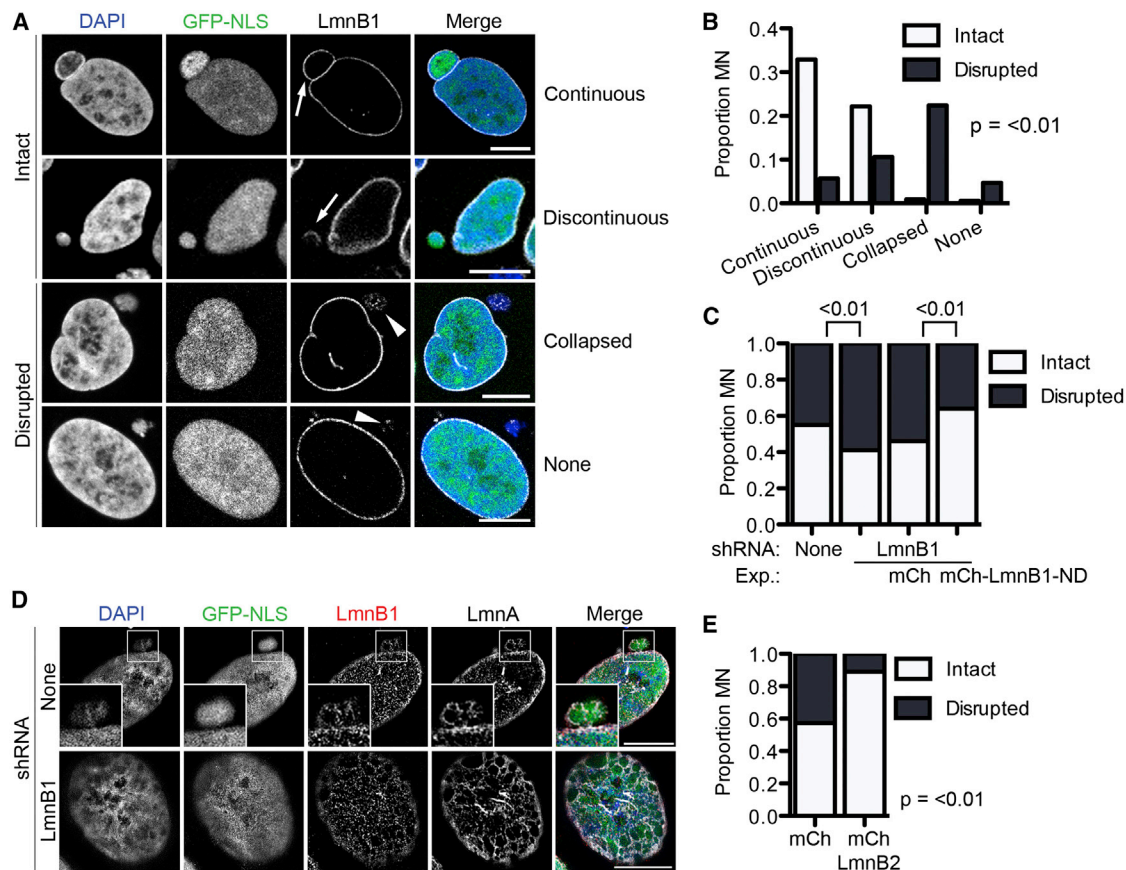 A
DAPI GFP-NLS LmnB1 Merge
Intact
Continuous
Discontinuous
Disrupted
Collapsed
None
B
Proportion MN
0.4
0.3
0.2
0.1
0.0
Intact
Disrupted
p = <0.01
Continuous
Discontinuous
Collapsed
None
C
<0.01 <0.01
Proportion MN
1.0
0.8
0.6
0.4
0.2
0.0
Intact
Disrupted
shRNA: None LmnB1
Exp.: mCh mCh-LmnB1-ND
D
DAPI GFP-NLS LmnB1 LmnA Merge
shRNA
None
LmnB1
E
Proportion MN
1.0
0.8
0.6
0.4
0.2
0.0
Intact
Disrupted
p = <0.01
mCh mCh
LmnB2